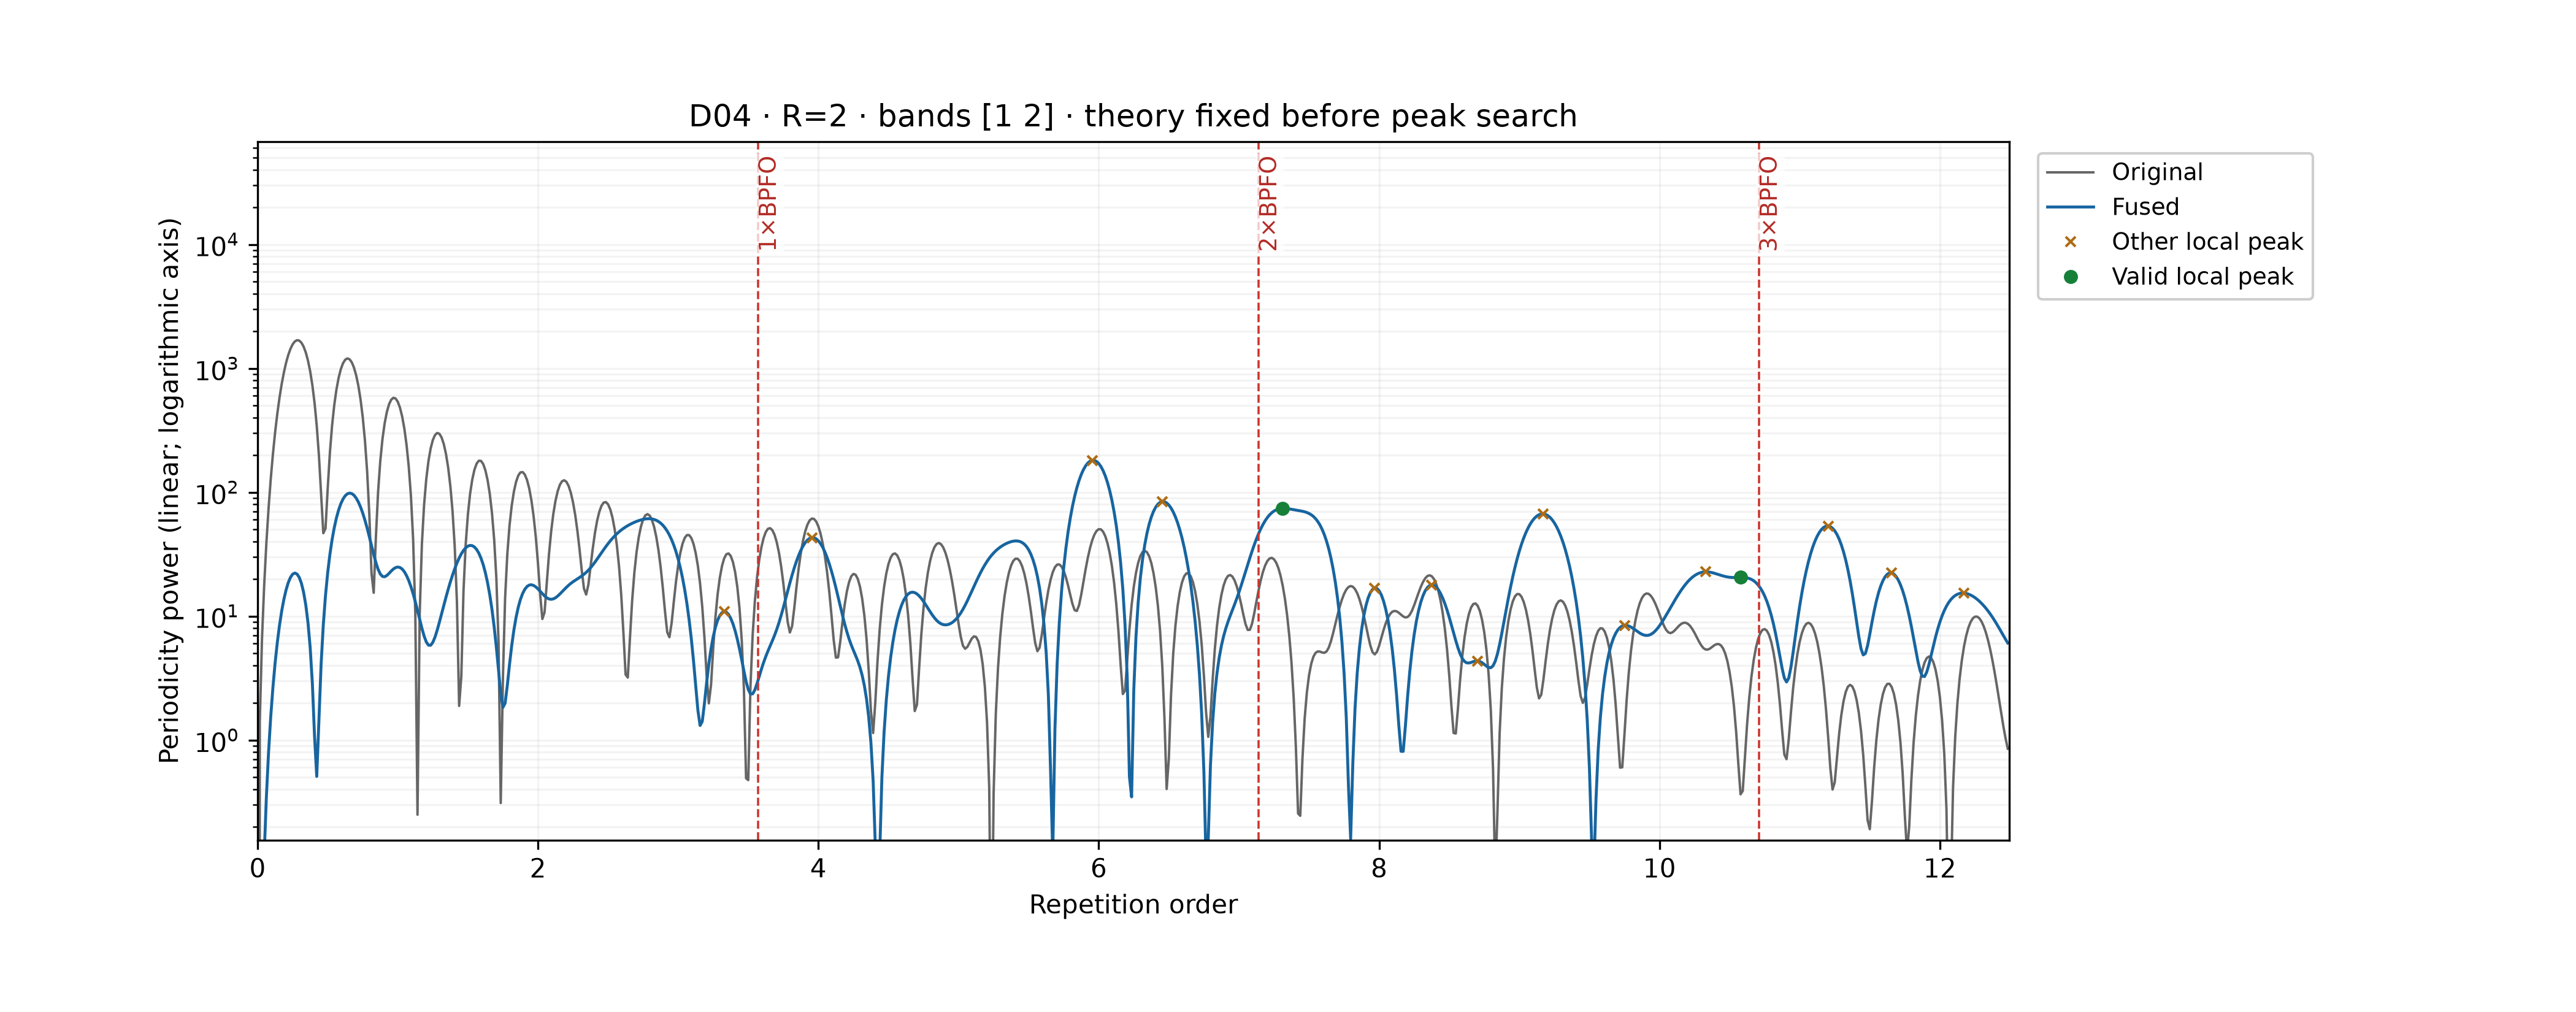 D04 · R=2 · bands [1 2] · theory fixed before peak search
Periodicity power (linear; logarithmic axis)
10⁴
10³
10²
10¹
10⁰
1×BPFO
2×BPFO
3×BPFO
0 2 4 6 8 10 12
Repetition order
Original
Fused
Other local peak
Valid local peak